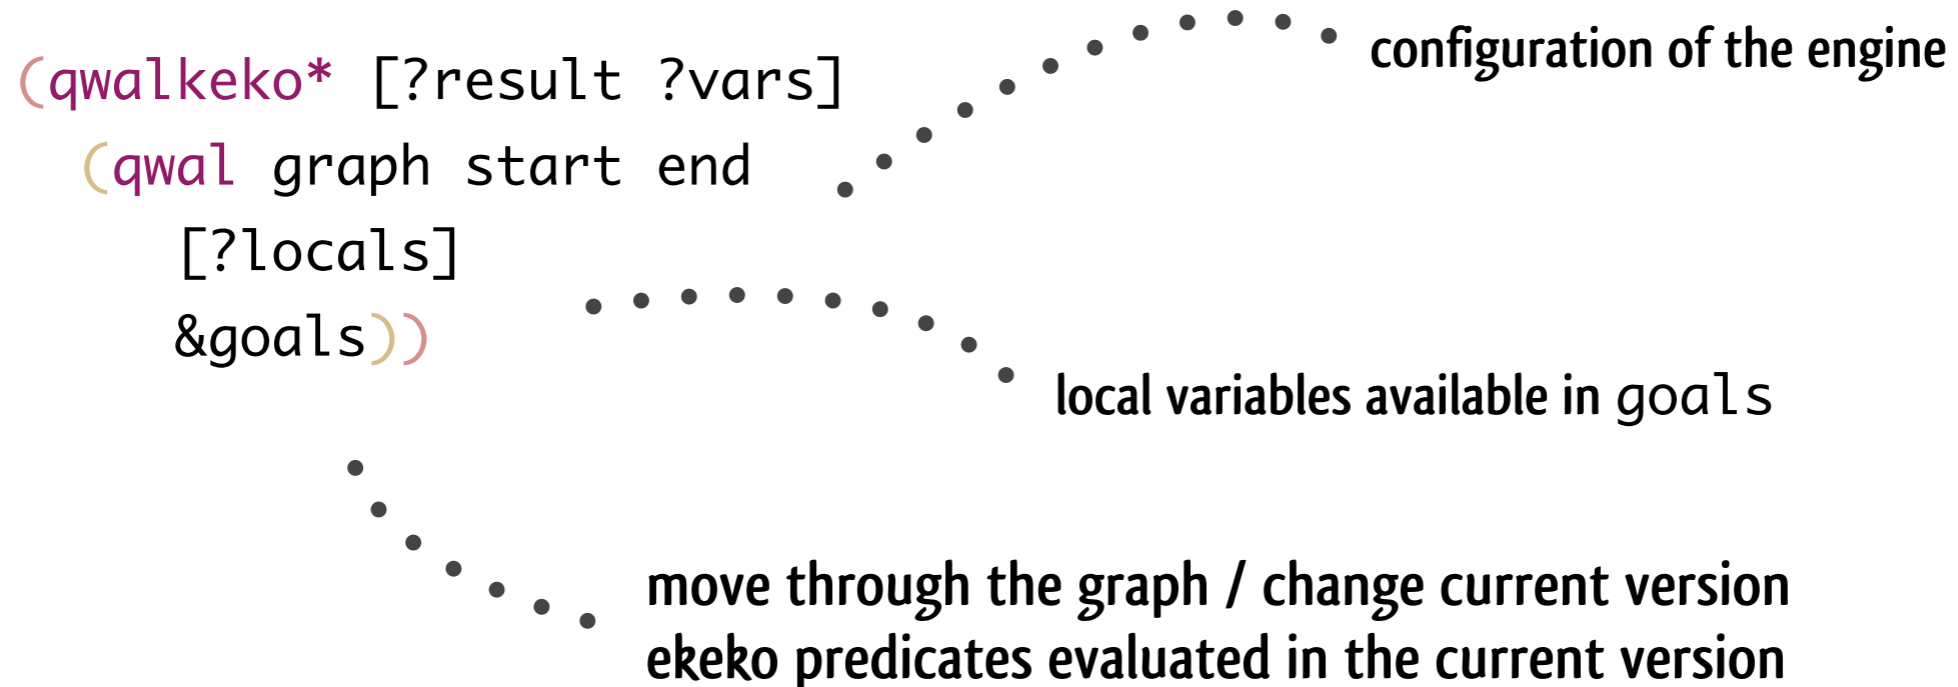 (qwalkeko* [?result ?vars]
(qwal graph start end
[?locals]
&goals))
configuration of the engine
local variables available in goals
move through the graph / change current version
ekeko predicates evaluated in the current version